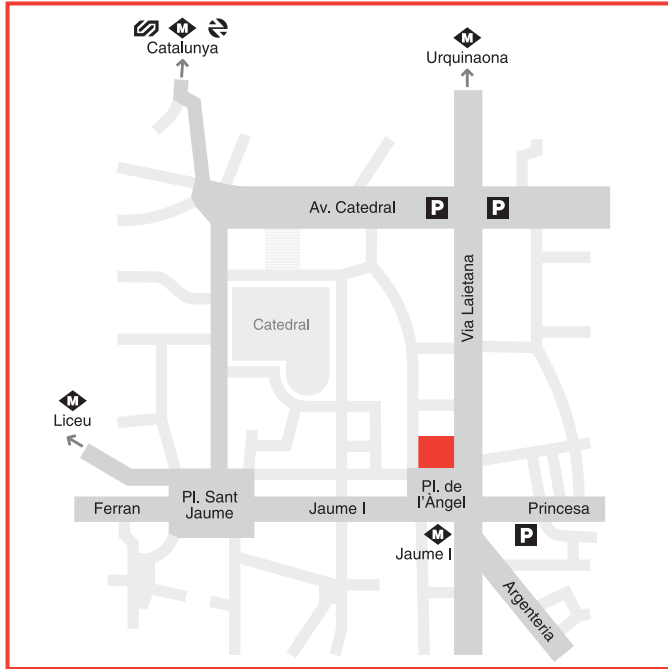 M
Catalunya
M
Urquinaona
Av. Catedral
P
P
Via Laietana
Catedral
M
Liceu
Pl. Sant
Jaume
Ferran
Jaume I
Pl. de
l'Àngel
Princesa
M
Jaume I
P
Argenteria